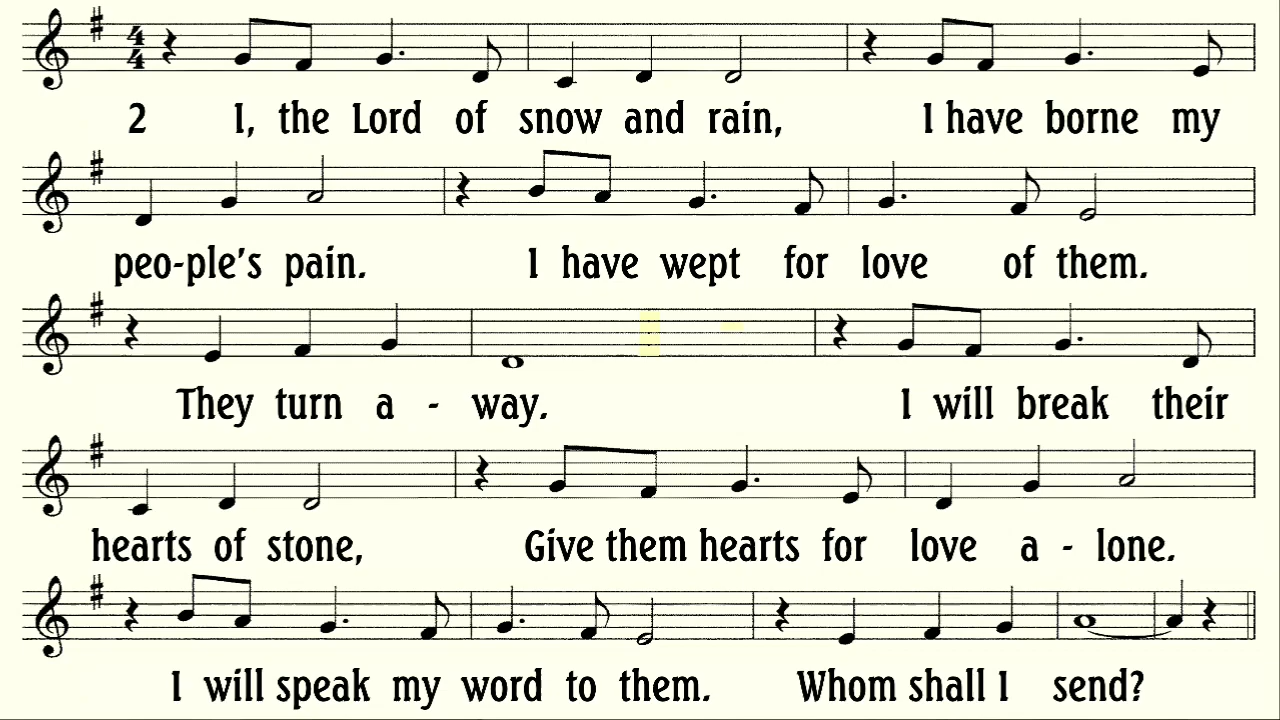 2 I, the Lord of snow and rain, I have borne my
peo-ple's pain. I have wept for love of them.
They turn a - way. I will break their
hearts of stone, Give them hearts for love a - lone.
I will speak my word to them. Whom shall I send?